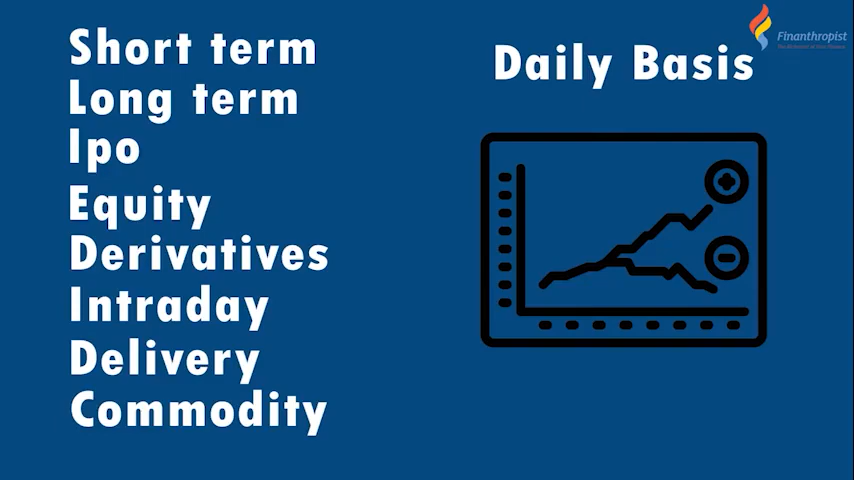 Short term
Long term
Ipo
Equity
Derivatives
Intraday
Delivery
Commodity
Daily Basis
Finanthropist